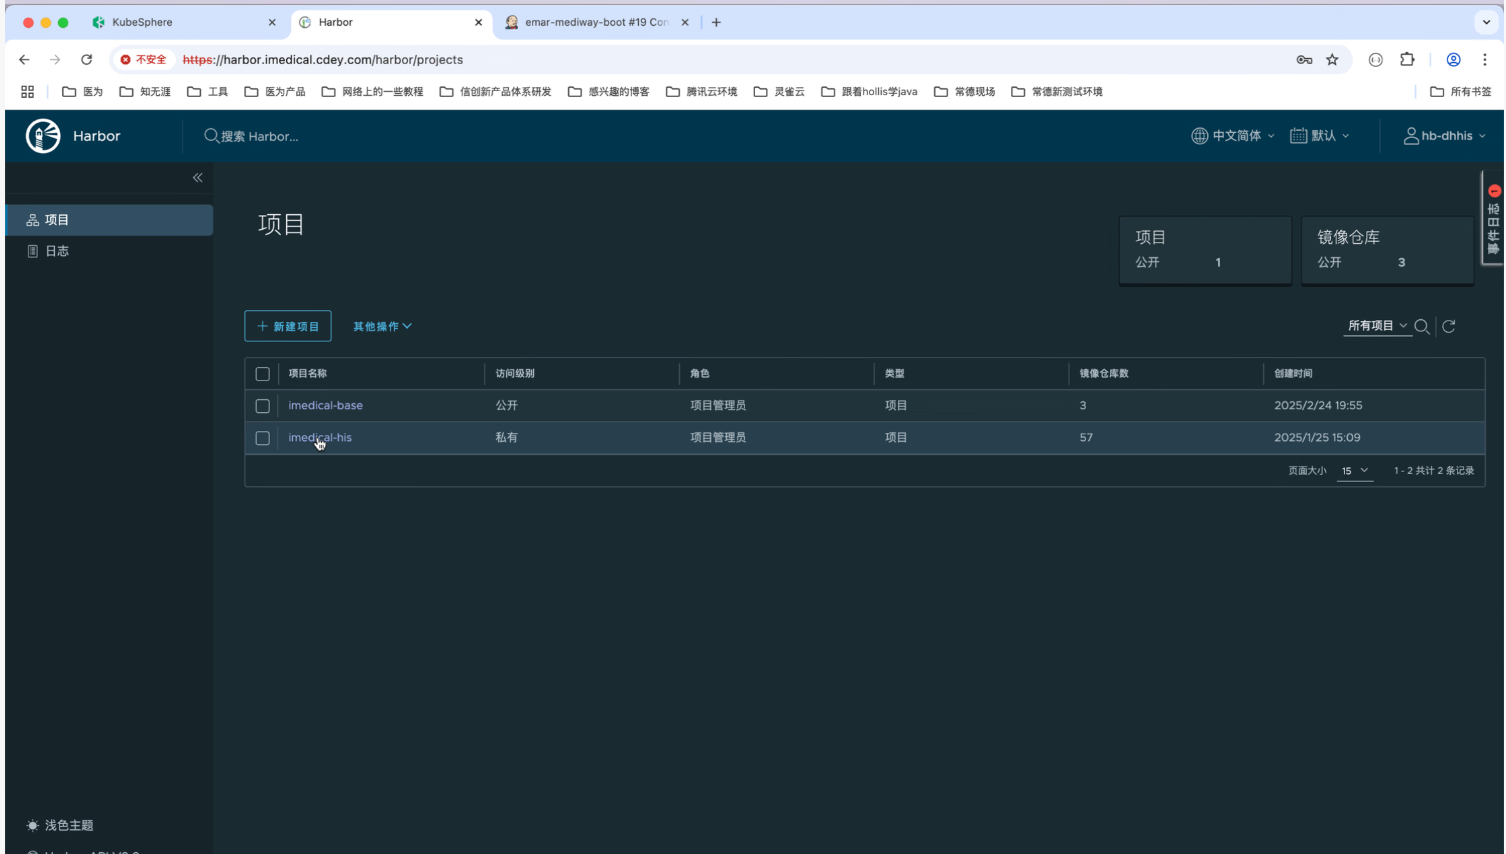 KubeSphere
Harbor
emar-mediway-boot #19 Con
不安全 https://harbor.imedical.cdey.com/harbor/projects
医为 知无涯 工具 医为产品 网络上的一些教程 信创新产品体系研发 感兴趣的博客 腾讯云环境 灵雀云 跟着hollis学java 常德现场 常德新测试环境 所有书签
Harbor 搜索 Harbor... 中文简体 默认 hb-dhhis
项目
日志
项目
项目
公开 1
镜像仓库
公开 3
事件日志 1
新建项目 其他操作 所有项目
项目名称 访问级别 角色 类型 镜像仓库数 创建时间
imedical-base 公开 项目管理员 项目 3 2025/2/24 19:55
imedical-his 私有 项目管理员 项目 57 2025/1/25 15:09
页面大小 15 1 - 2 共计 2 条记录
浅色主题